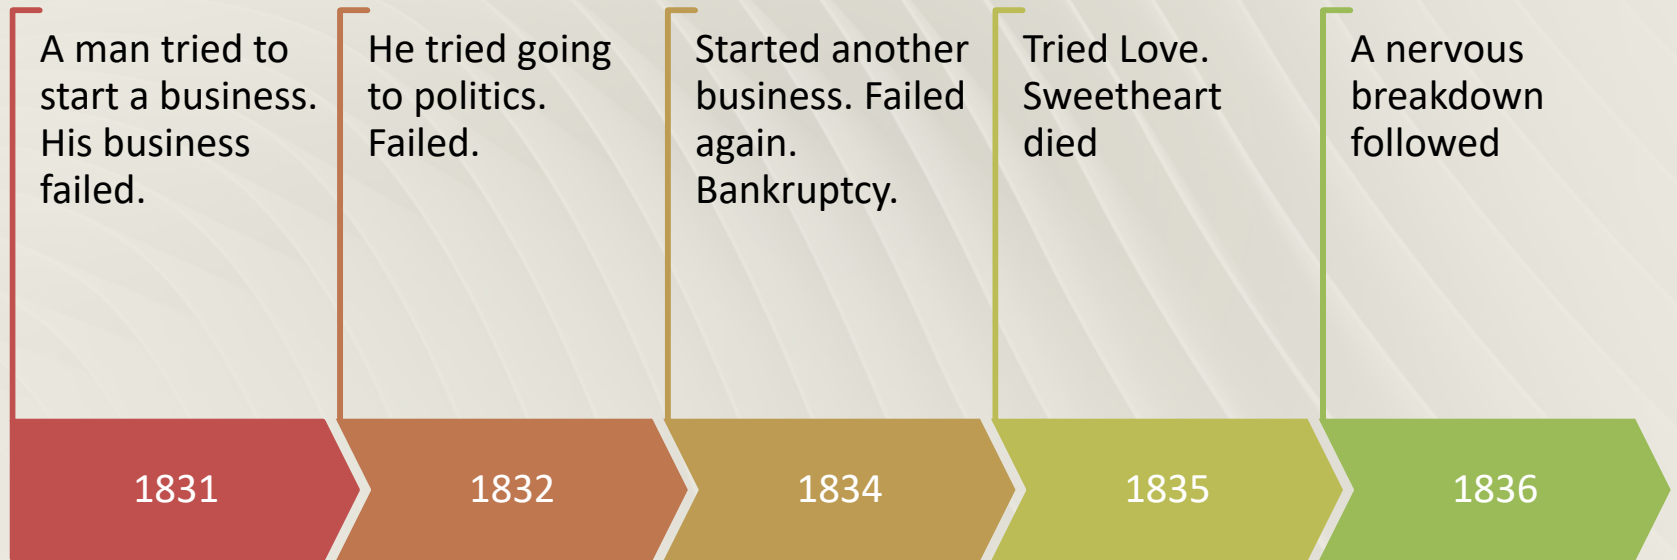 A man tried to
start a business.
His business
failed.
He tried going
to politics.
Failed.
Started another
business. Failed
again.
Bankruptcy.
Tried Love.
Sweetheart
died
A nervous
breakdown
followed
1831
1832
1834
1835
1836